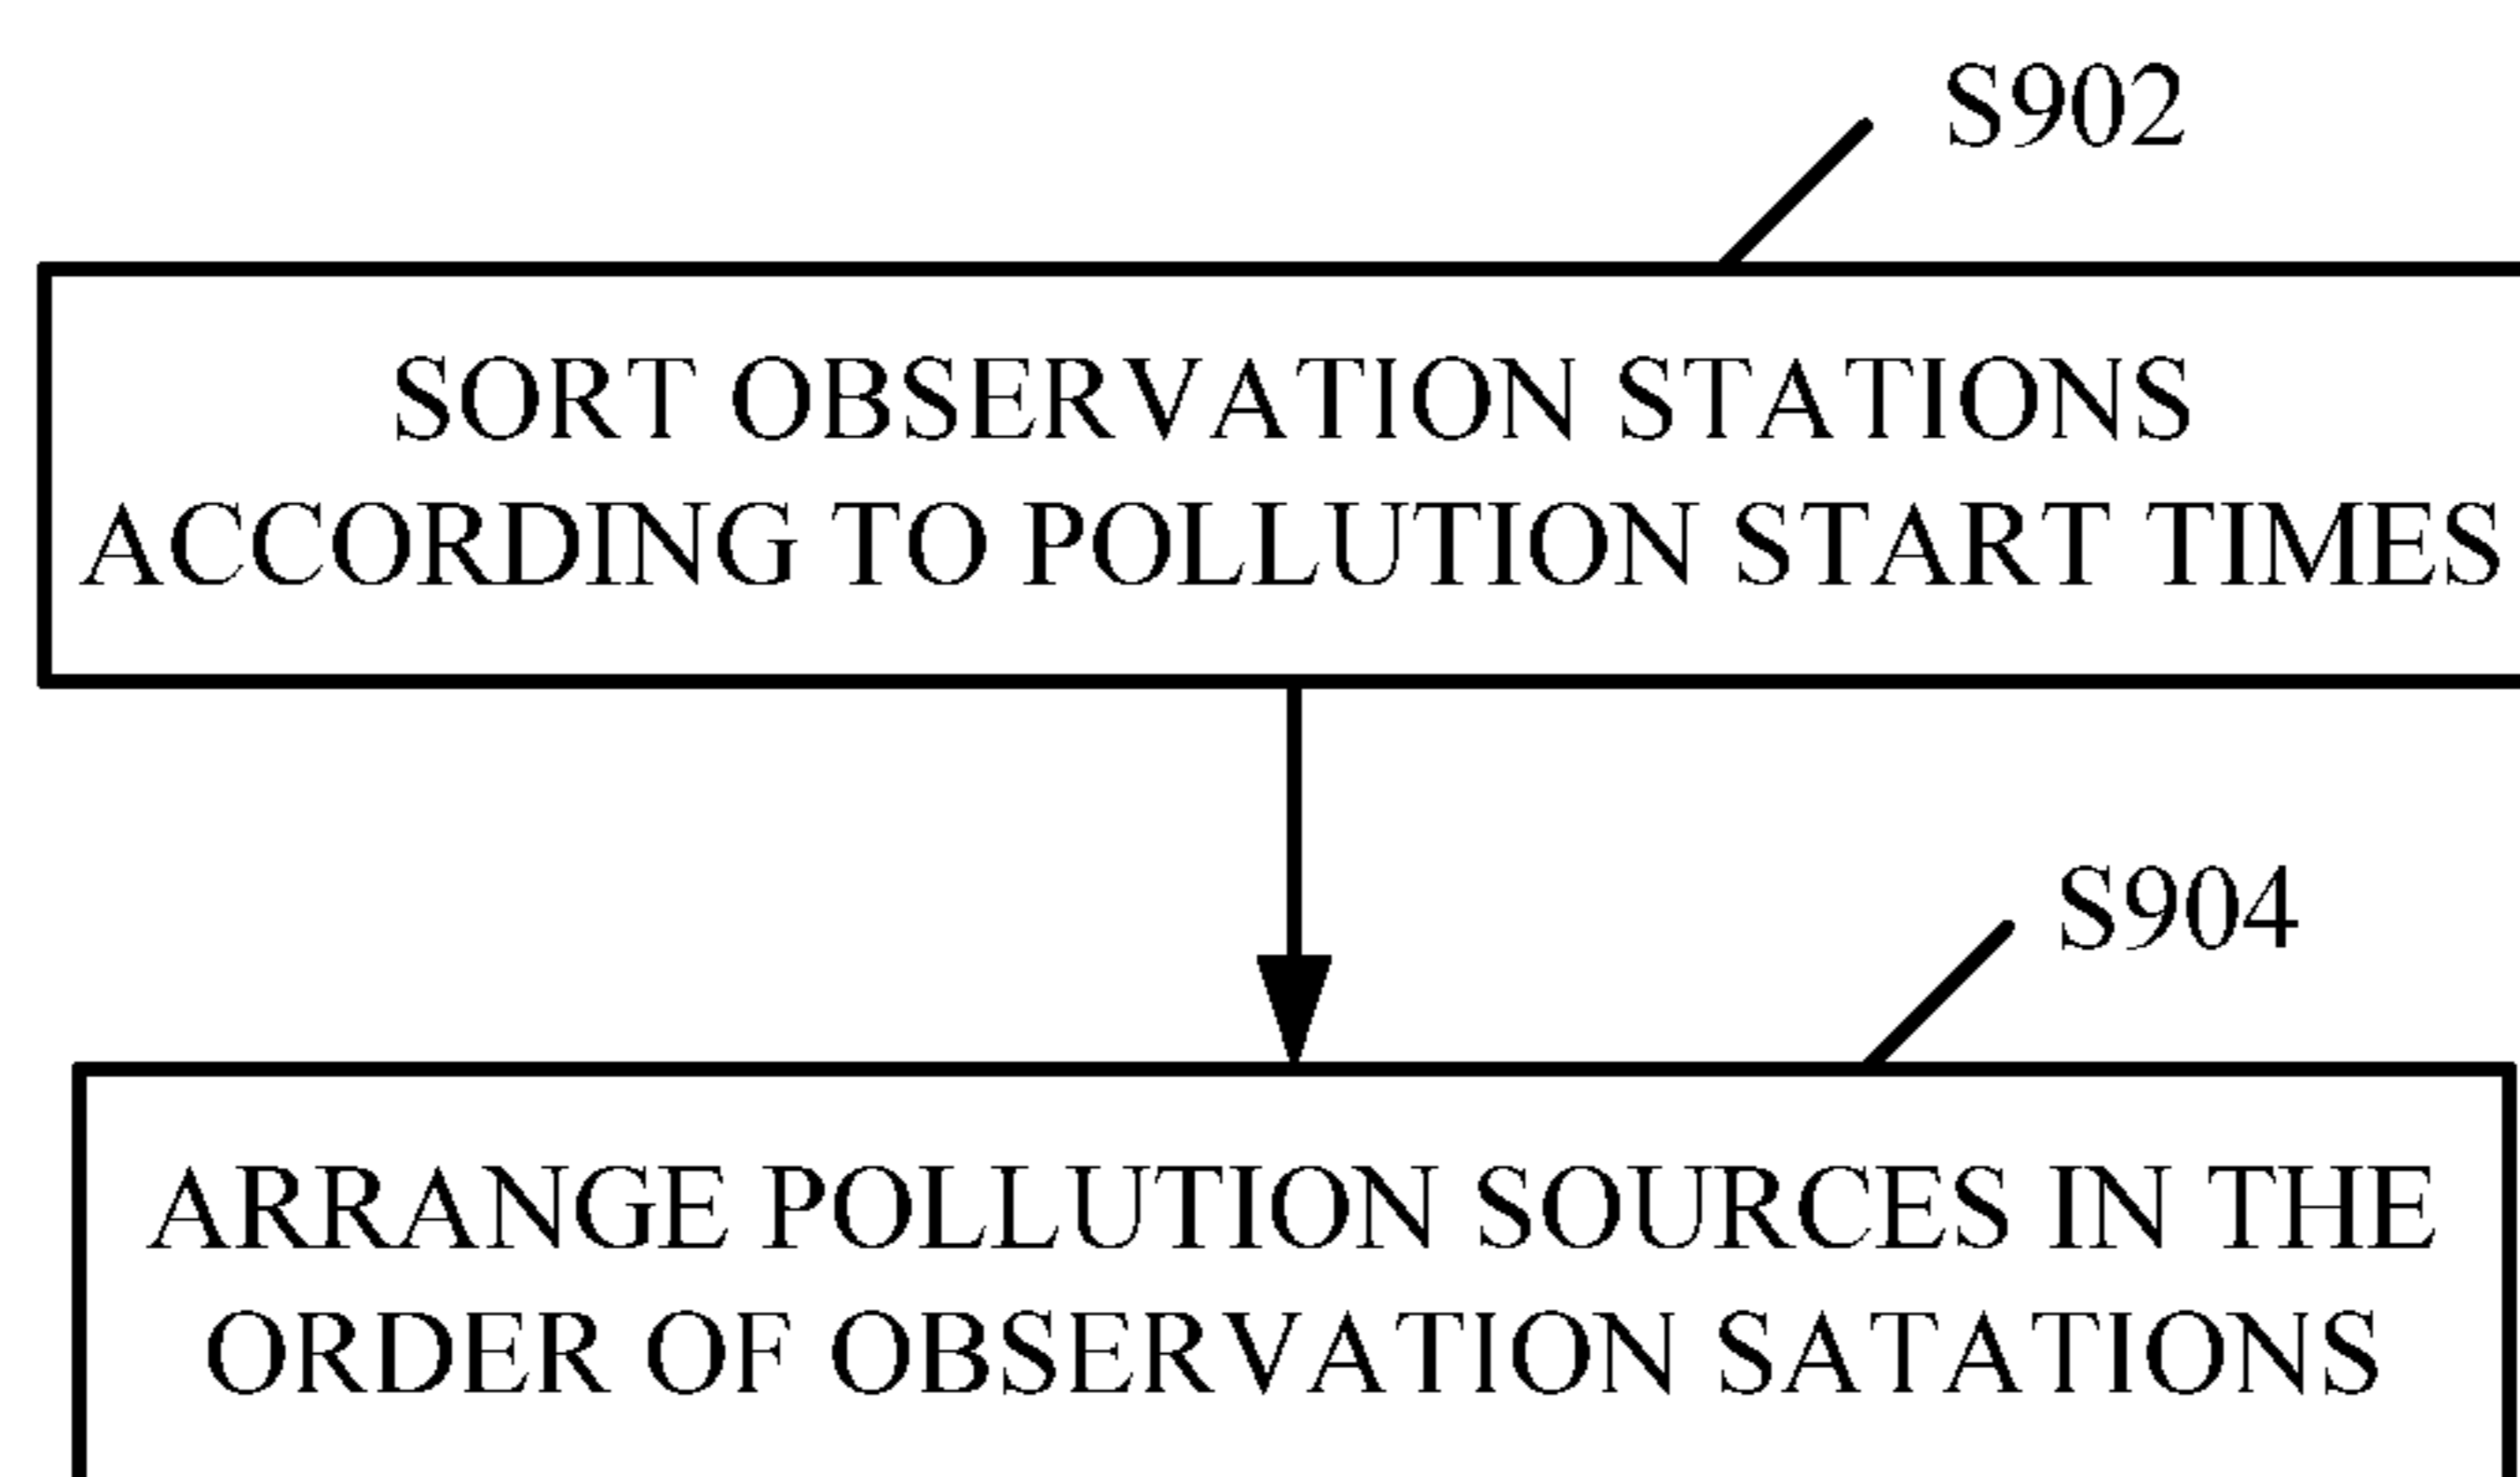 S902
SORT OBSERVATION STATIONS
ACCORDING TO POLLUTION START TIMES
S904
ARRANGE POLLUTION SOURCES IN THE
ORDER OF OBSERVATION SATATIONS